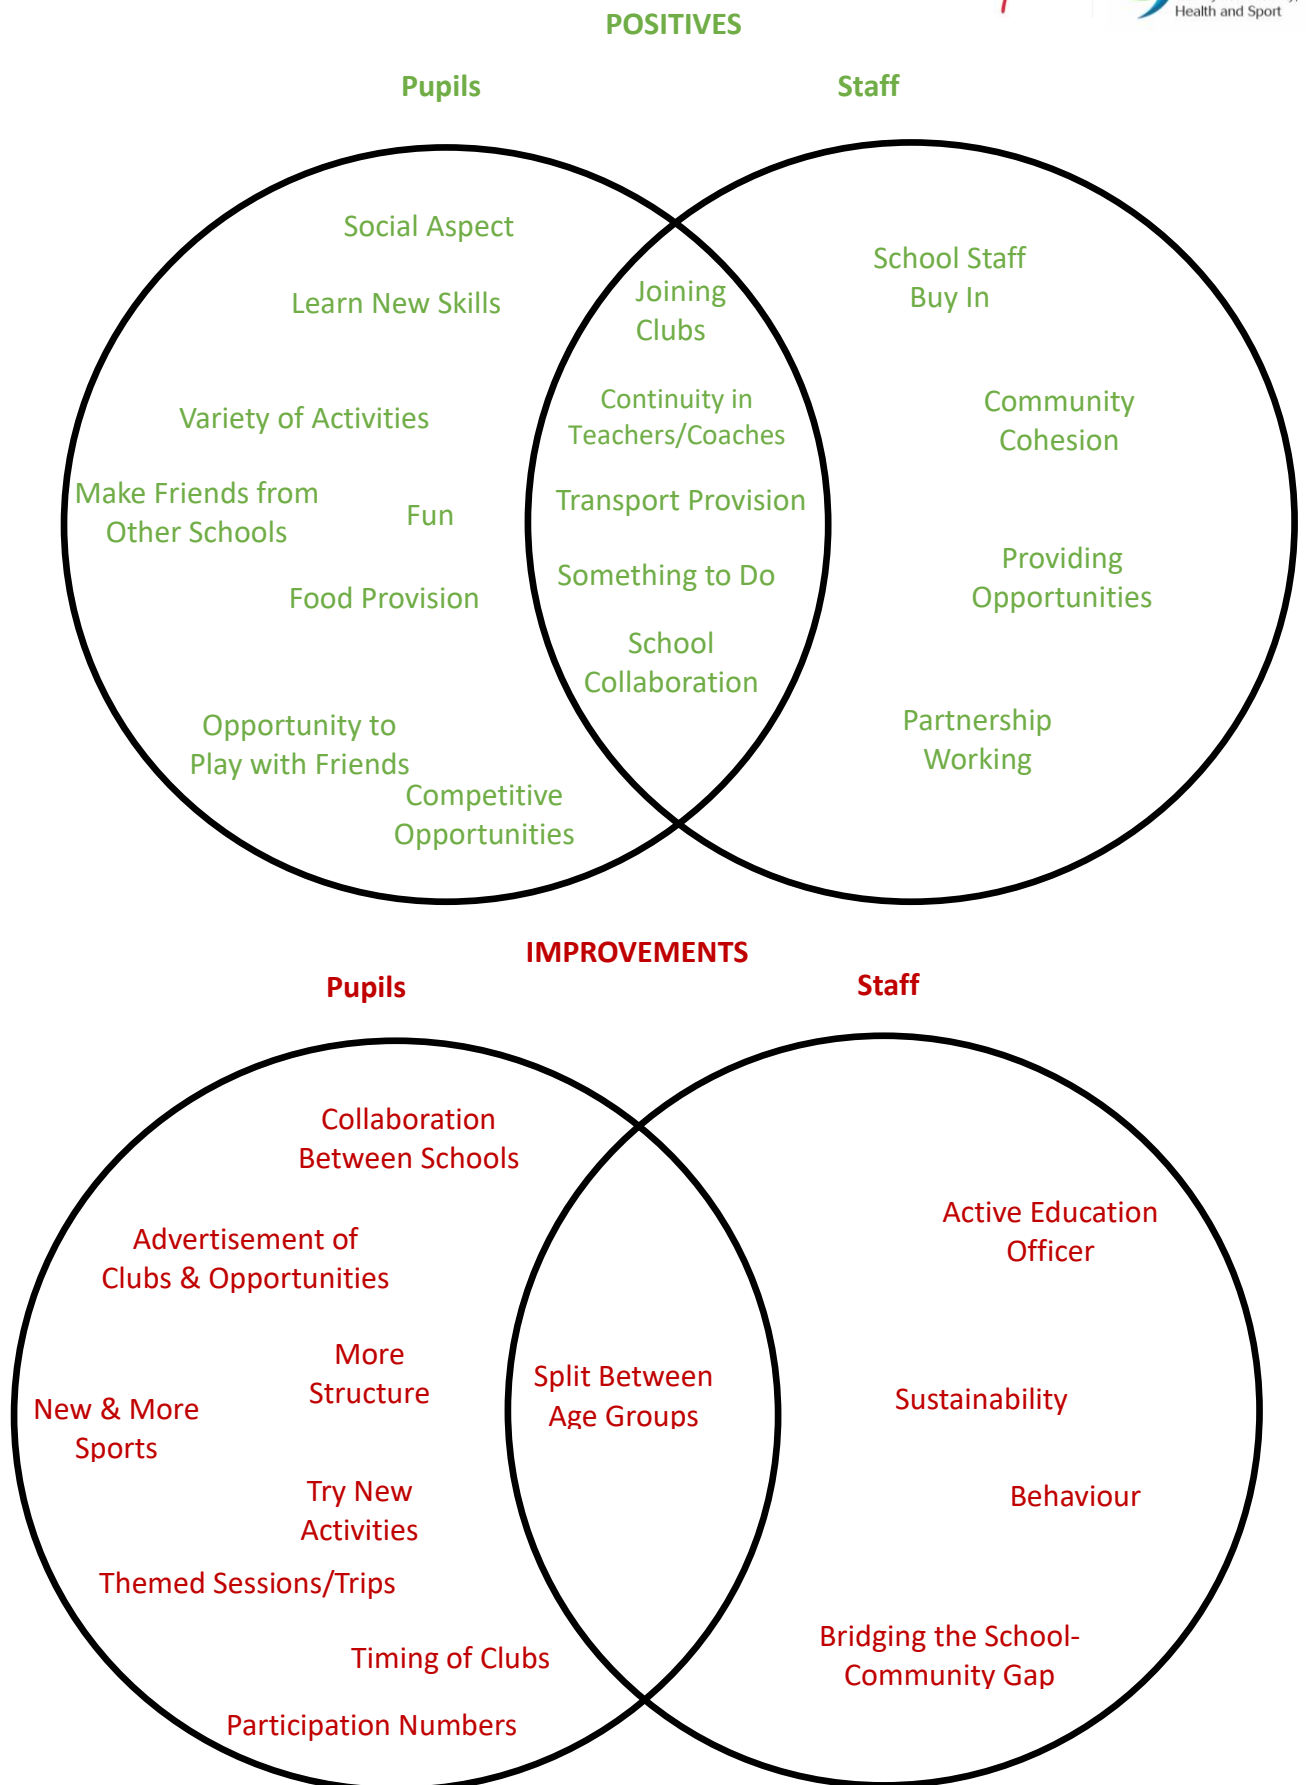 Health and Sport
POSITIVES
Pupils
Staff
Social Aspect
Learn New Skills
Variety of Activities
Make Friends from
Other Schools
Fun
Food Provision
Opportunity to
Play with Friends
Competitive
Opportunities
Joining
Clubs
Continuity in
Teachers/Coaches
Transport Provision
Something to Do
School
Collaboration
School Staff
Buy In
Community
Cohesion
Providing
Opportunities
Partnership
Working
IMPROVEMENTS
Pupils
Staff
Collaboration
Between Schools
Advertisement of
Clubs & Opportunities
More
Structure
New & More
Sports
Try New
Activities
Themed Sessions/Trips
Timing of Clubs
Participation Numbers
Split Between
Age Groups
Active Education
Officer
Sustainability
Behaviour
Bridging the School-
Community Gap